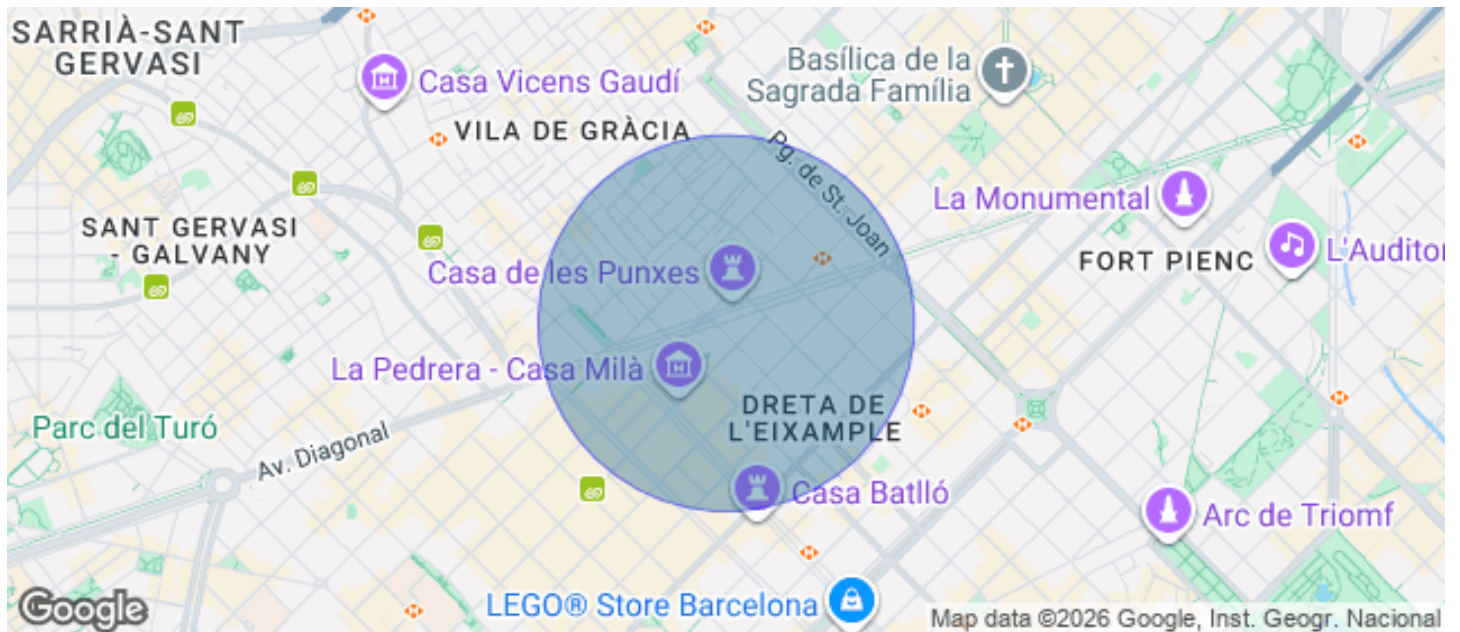 SARRIÀ-SANT
GERVASI
Casa Vicens Gaudí
Basílica de la
Sagrada Família
VILA DE GRÀCIA
Pg. de St. Joan
La Monumental
SANT GERVASI
- GALVANY
FORT PIENC
L'Auditor
Casa de les Punxes
La Pedrera - Casa Milà
DRETA DE
L'EIXAMPLE
Parc del Turó
Av. Diagonal
Casa Batlló
Arc de Triomf
LEGO® Store Barcelona
Google
Map data ©2026 Google, Inst. Geogr. Nacional